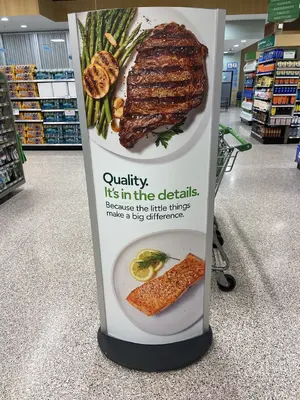 Quality.
It's in the details.
Because the little things
make a big difference.